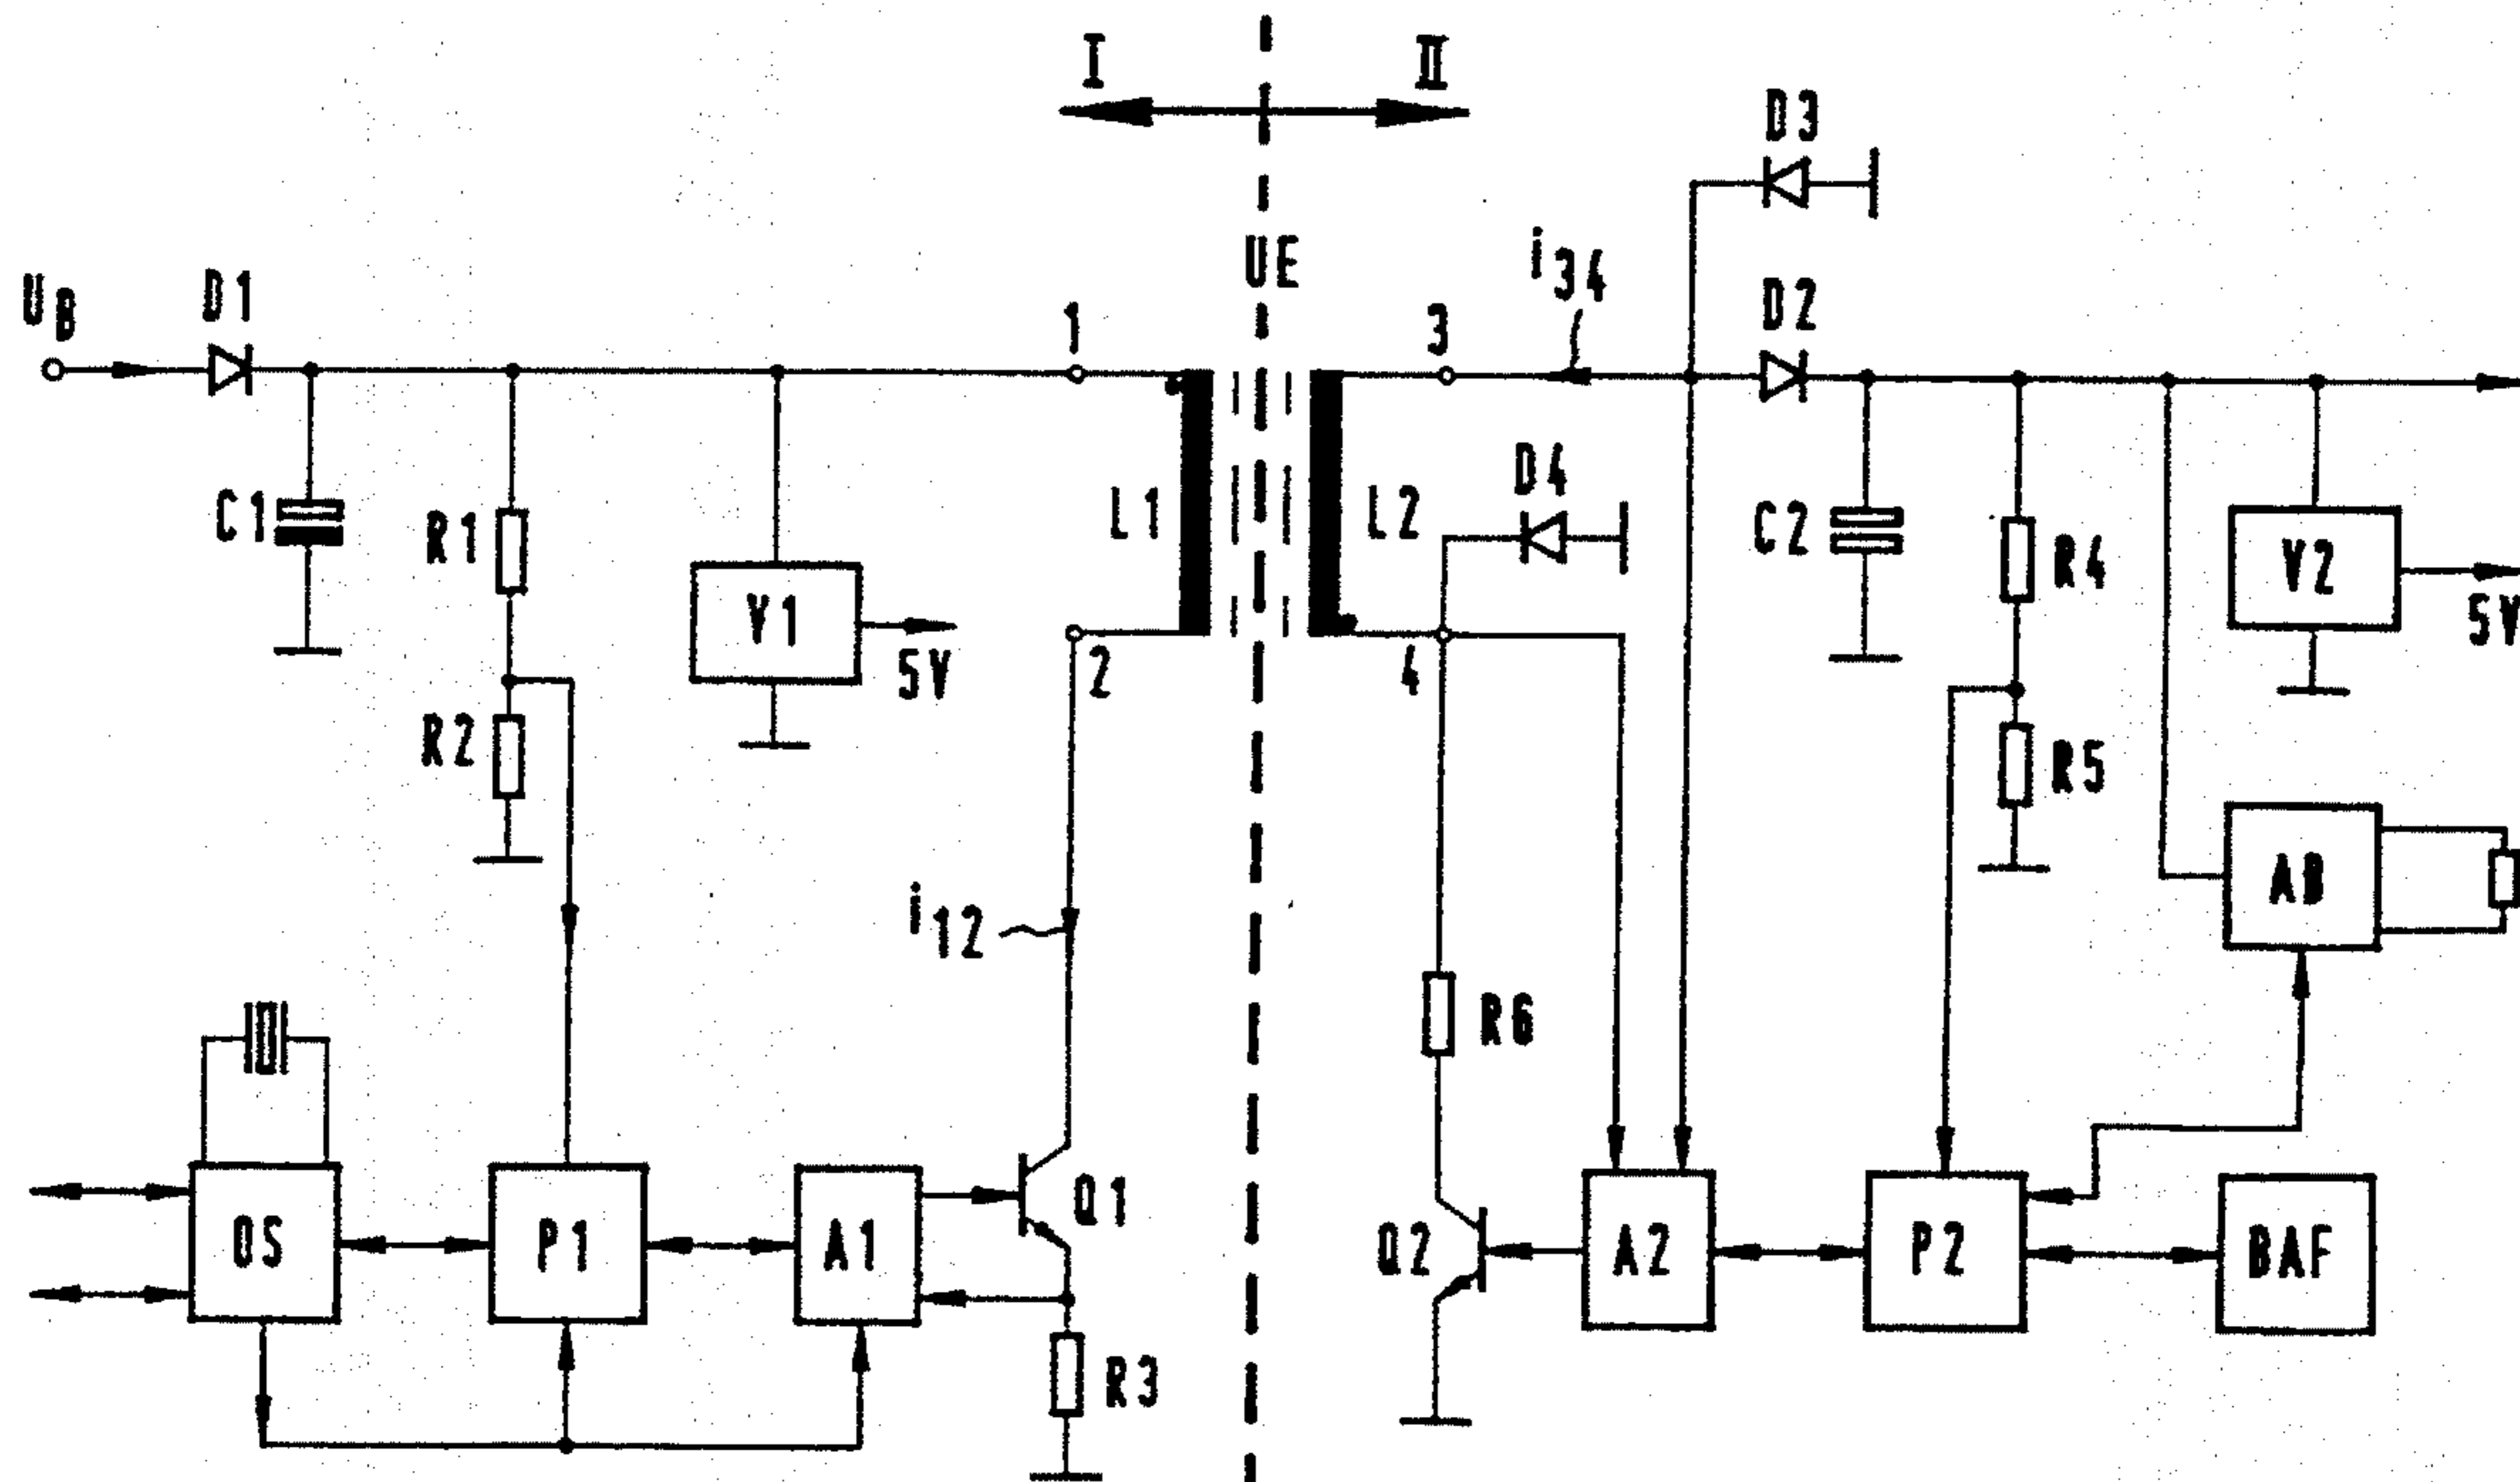 I II
D3
UE
i34
UB D1 1 3 D2
D4
C1 R1 L1 L2 C2 R4 V2
V1
5V 5V
2 4
R2 R5
AB
i12
R6
Q1
OS P1 A1 Q2 A2 P2 BAF
R3